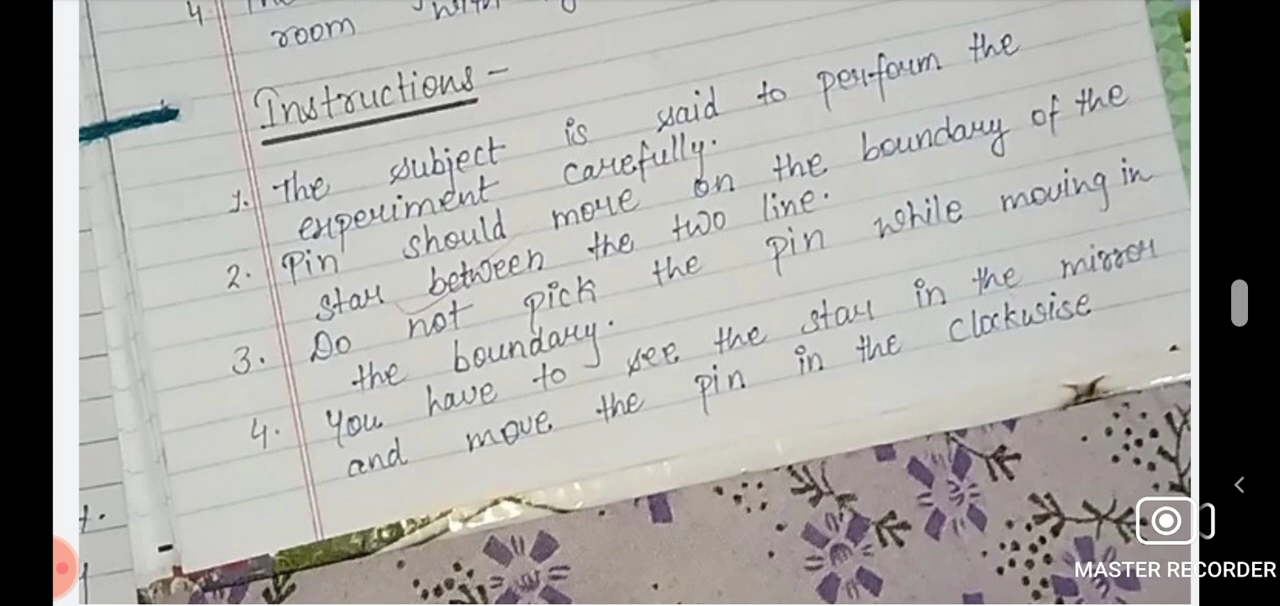 4.
room
Instructions -
1. The subject is said to perform the
experiment carefully.
2. Pin should move on the boundary of the
star between the two line.
3. Do not pick the pin while moving in
the boundary.
4. You have to see the star in the mirror
and move the pin in the clockwise
MASTER RECORDER